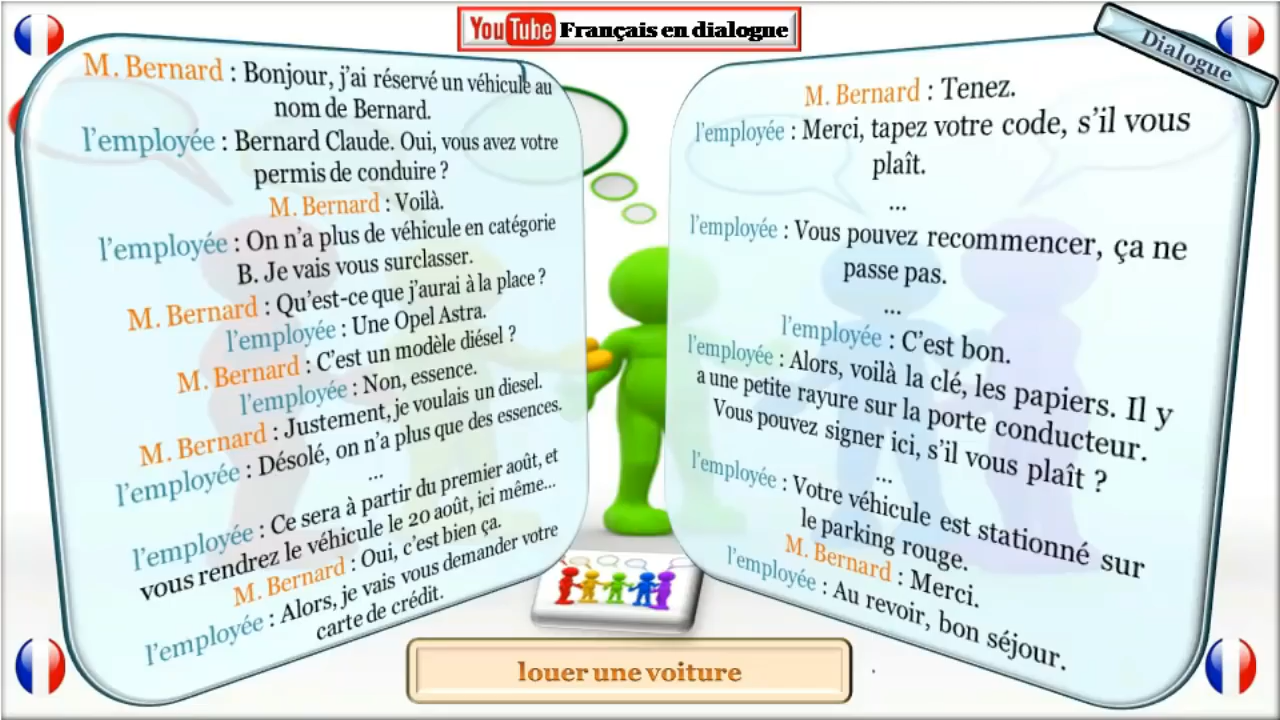 YouTube Français en dialogue
Dialogue
M. Bernard : Bonjour, j'ai réservé un véhicule au
nom de Bernard.
l'employée : Bernard Claude. Oui, vous avez votre
permis de conduire ?
M. Bernard : Voilà.
l'employée : On n'a plus de véhicule en catégorie
B. Je vais vous surclasser.
M. Bernard : Qu'est-ce que j'aurai à la place ?
l'employée : Une Opel Astra.
M. Bernard : C'est un modèle diésel ?
l'employée : Non, essence.
M. Bernard : Justement, je voulais un diesel.
l'employée : Désolé, on n'a plus que des essences.
...
l'employée : Ce sera à partir du premier août, et
vous rendrez le véhicule le 20 août, ici même...
M. Bernard : Oui, c'est bien ça.
l'employée : Alors, je vais vous demander votre
carte de crédit.
M. Bernard : Tenez.
l'employée : Merci, tapez votre code, s'il vous
plaît.
...
l'employée : Vous pouvez recommencer, ça ne
passe pas.
...
l'employée : C'est bon.
l'employée : Alors, voilà la clé, les papiers. Il y
a une petite rayure sur la porte conducteur.
Vous pouvez signer ici, s'il vous plaît ?
...
l'employée : Votre véhicule est stationné sur
le parking rouge.
M. Bernard : Merci.
l'employée : Au revoir, bon séjour.
louer une voiture